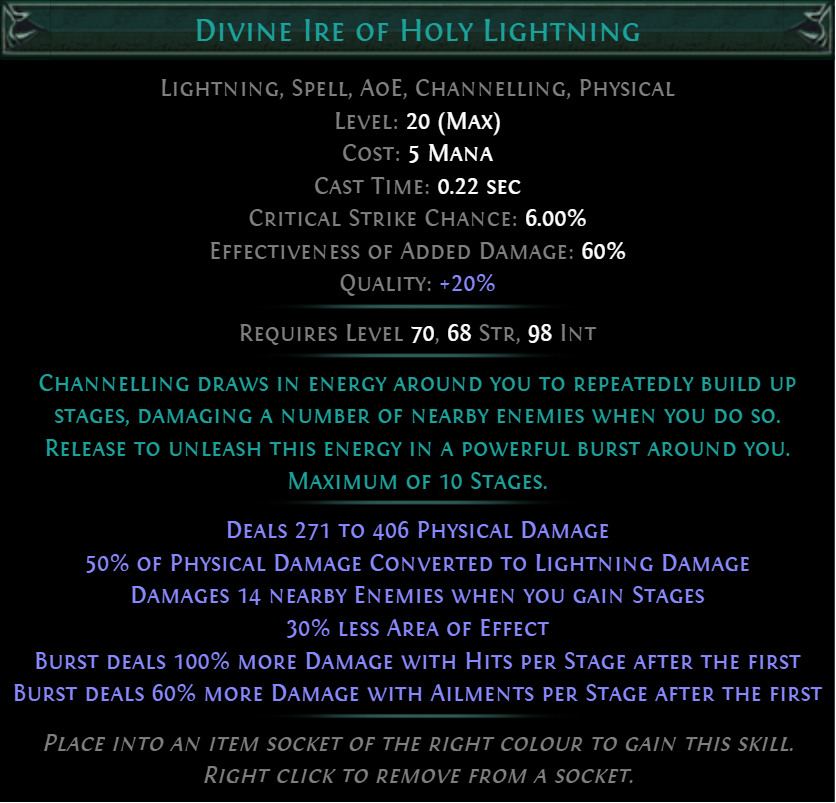 Divine Ire of Holy Lightning
Lightning, Spell, AoE, Channelling, Physical
Level: 20 (Max)
Cost: 5 Mana
Cast Time: 0.22 sec
Critical Strike Chance: 6.00%
Effectiveness of Added Damage: 60%
Quality: +20%
Requires Level 70, 68 Str, 98 Int
Channelling draws in energy around you to repeatedly build up
stages, damaging a number of nearby enemies when you do so.
Release to unleash this energy in a powerful burst around you.
Maximum of 10 Stages.
Deals 271 to 406 Physical Damage
50% of Physical Damage Converted to Lightning Damage
Damages 14 nearby Enemies when you gain Stages
30% less Area of Effect
Burst deals 100% more Damage with Hits per Stage after the first
Burst deals 60% more Damage with Ailments per Stage after the first
Place into an item socket of the right colour to gain this skill.
Right click to remove from a socket.